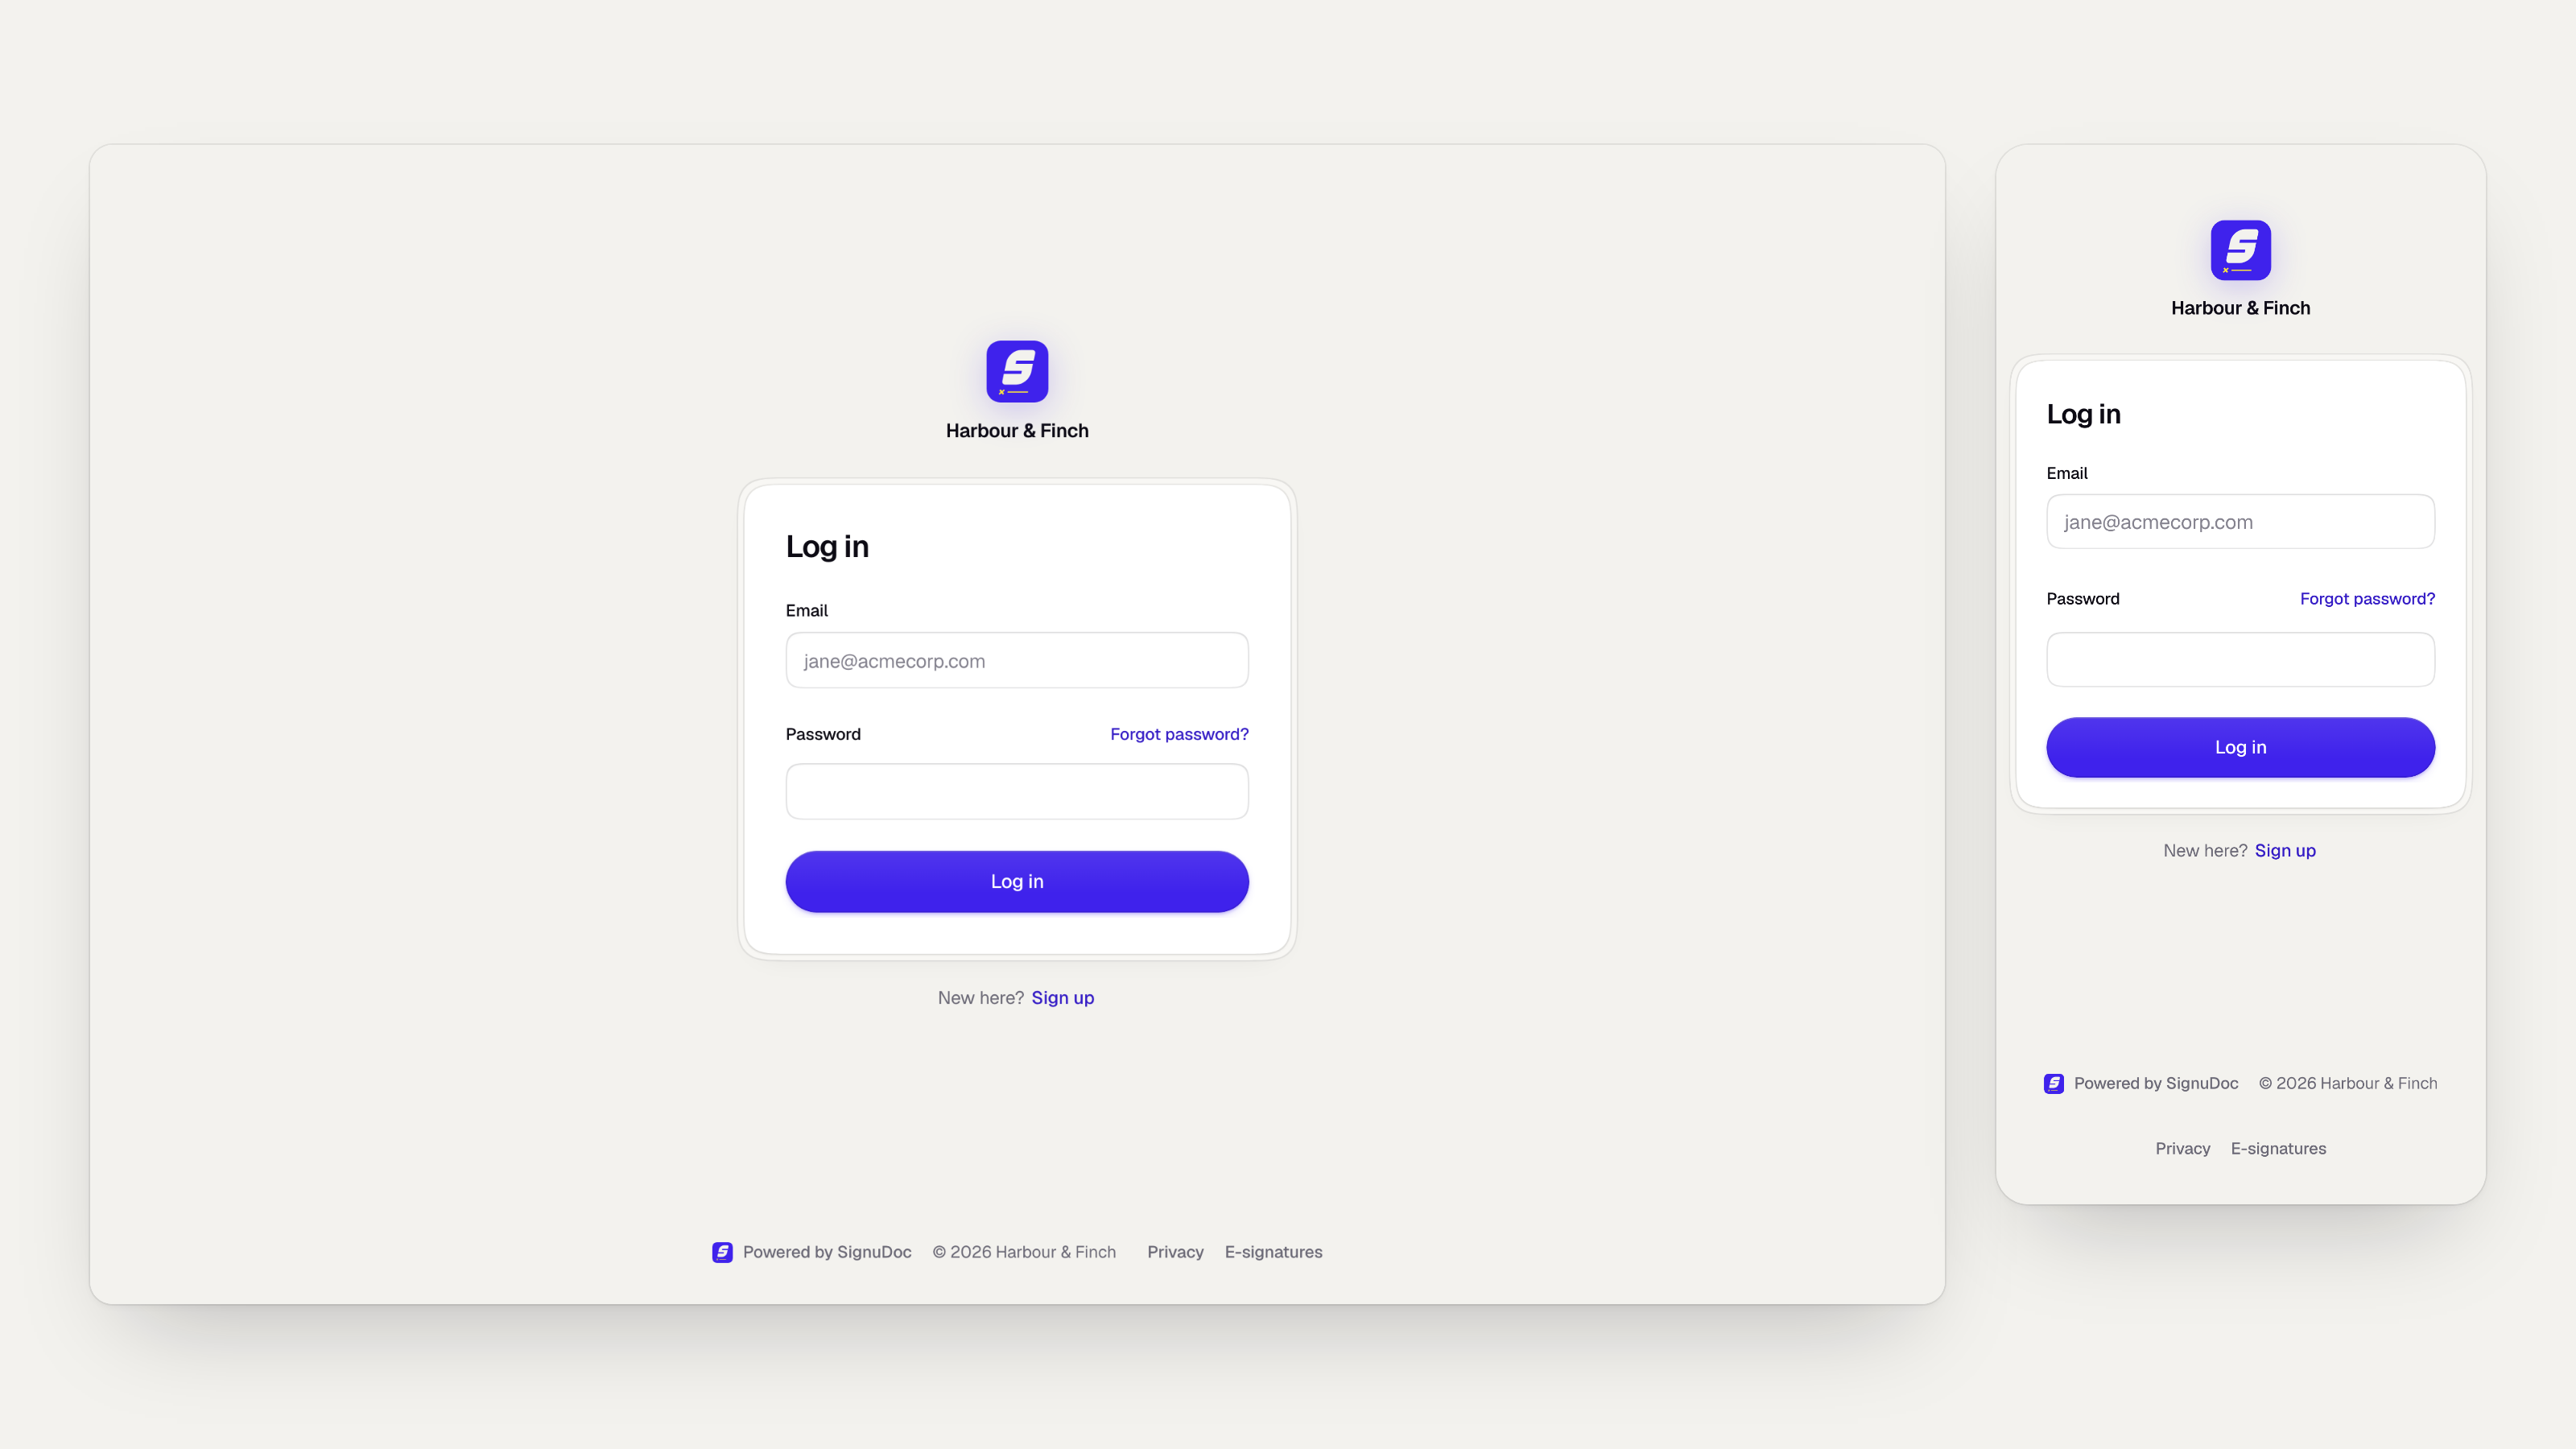 Harbour & Finch
Log in
Email
jane@acmecorp.com
Password Forgot password?
Log in
New here? Sign up
Powered by SignuDoc © 2026 Harbour & Finch Privacy E-signatures
Harbour & Finch
Log in
Email
jane@acmecorp.com
Password Forgot password?
Log in
New here? Sign up
Powered by SignuDoc © 2026 Harbour & Finch
Privacy E-signatures